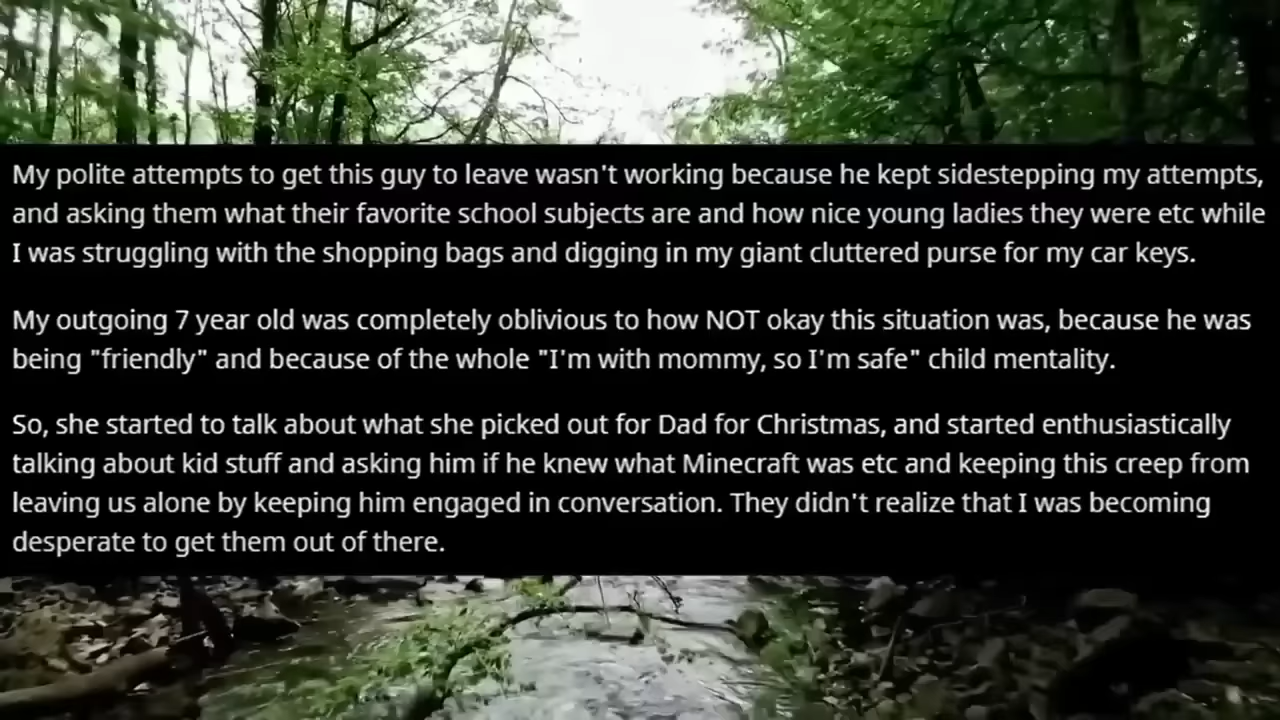 My polite attempts to get this guy to leave wasn't working because he kept sidestepping my attempts,
and asking them what their favorite school subjects are and how nice young ladies they were etc while
I was struggling with the shopping bags and digging in my giant cluttered purse for my car keys.
My outgoing 7 year old was completely oblivious to how NOT okay this situation was, because he was
being "friendly" and because of the whole "I'm with mommy, so I'm safe" child mentality.
So, she started to talk about what she picked out for Dad for Christmas, and started enthusiastically
talking about kid stuff and asking him if he knew what Minecraft was etc and keeping this creep from
leaving us alone by keeping him engaged in conversation. They didn't realize that I was becoming
desperate to get them out of there.